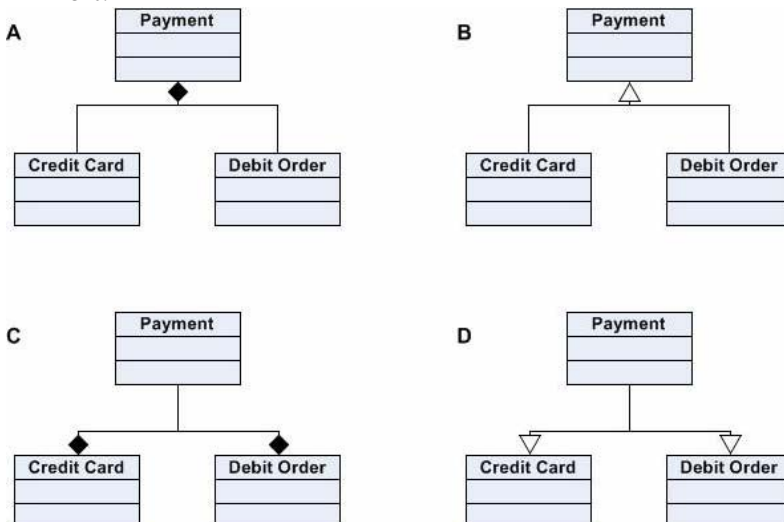 A
Payment
Credit Card
Debit Order
B
Payment
Credit Card
Debit Order
C
Payment
Credit Card
Debit Order
D
Payment
Credit Card
Debit Order